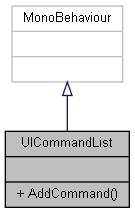 MonoBehaviour
UICommandList
+ AddCommand()